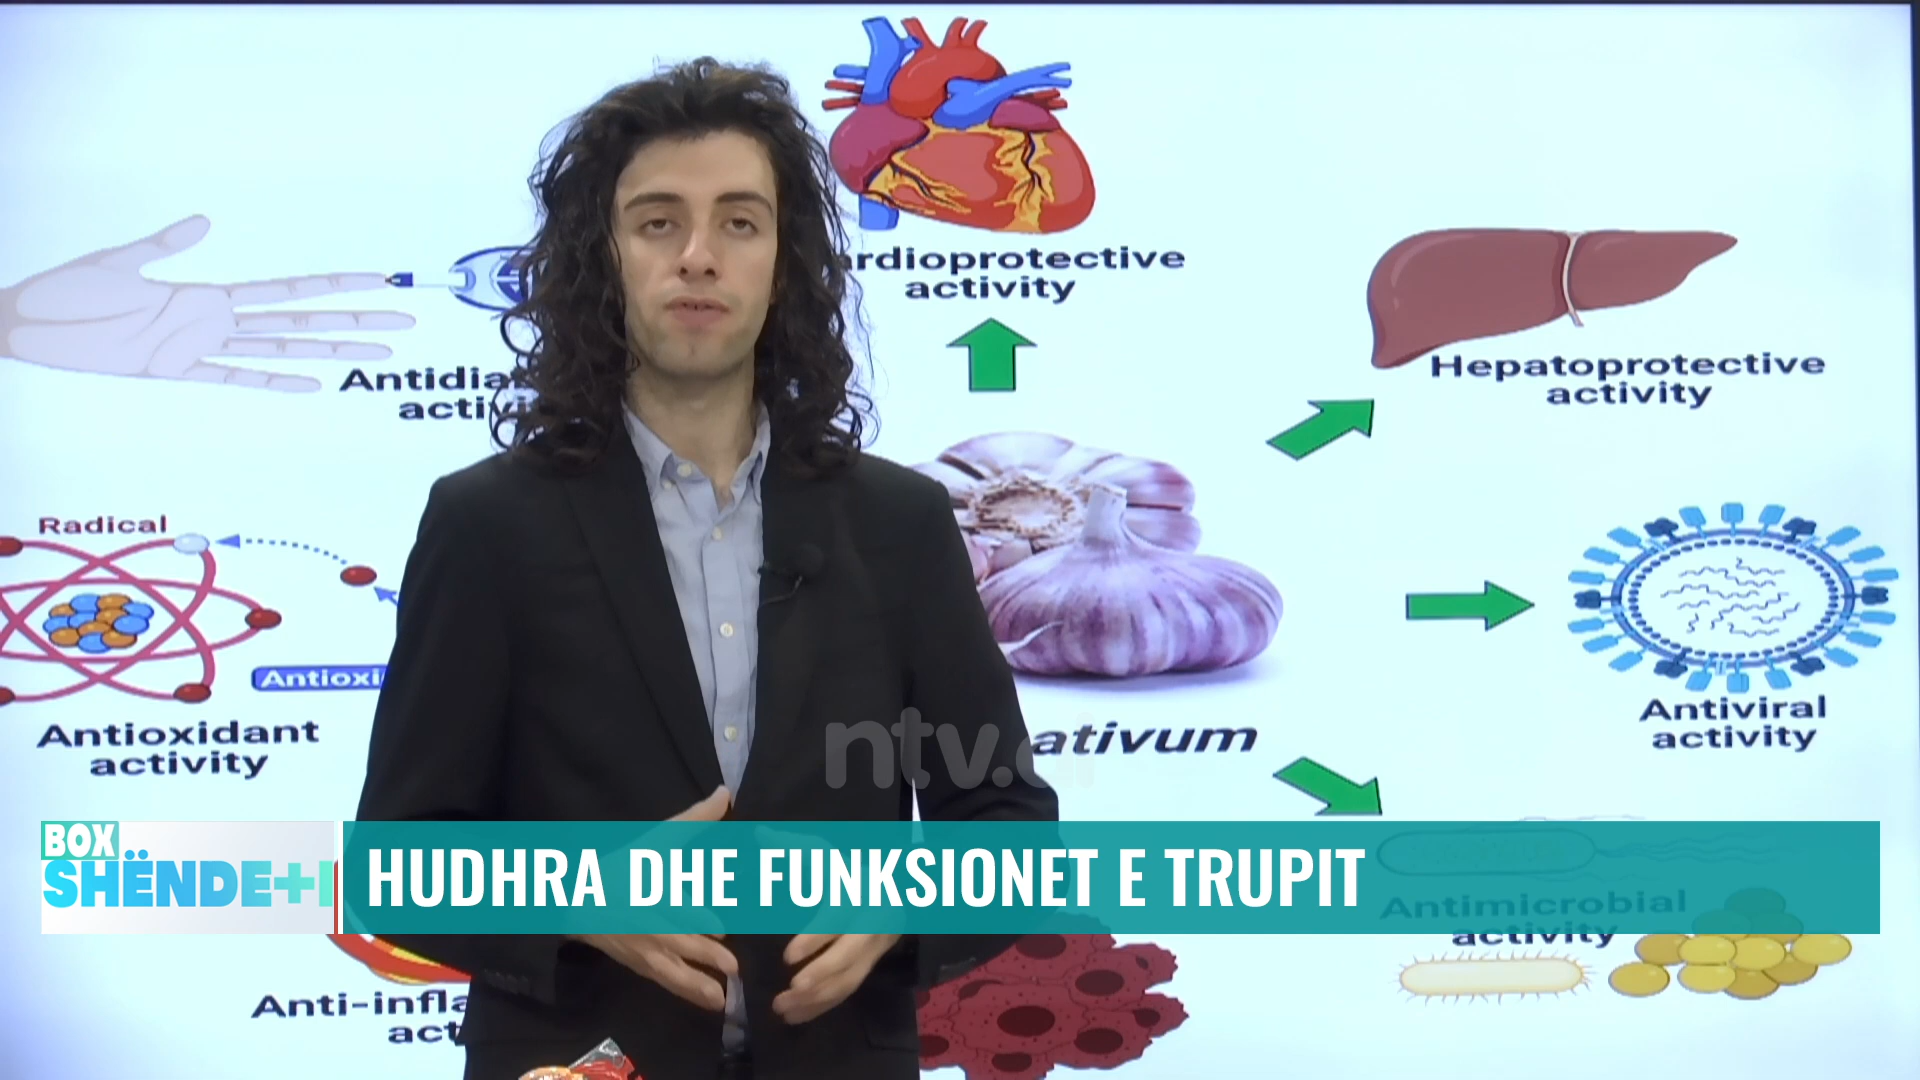 ardioprotective
activity
Hepatoprotective
activity
Antidia
activi
Radical
Antioxi
Antioxidant
activity
Antiviral
activity
ativum
ntv.al
BOX
SHËNDE+I
HUDHRA DHE FUNKSIONET E TRUPIT
Antimicrobial
activity
Anti-infla
act